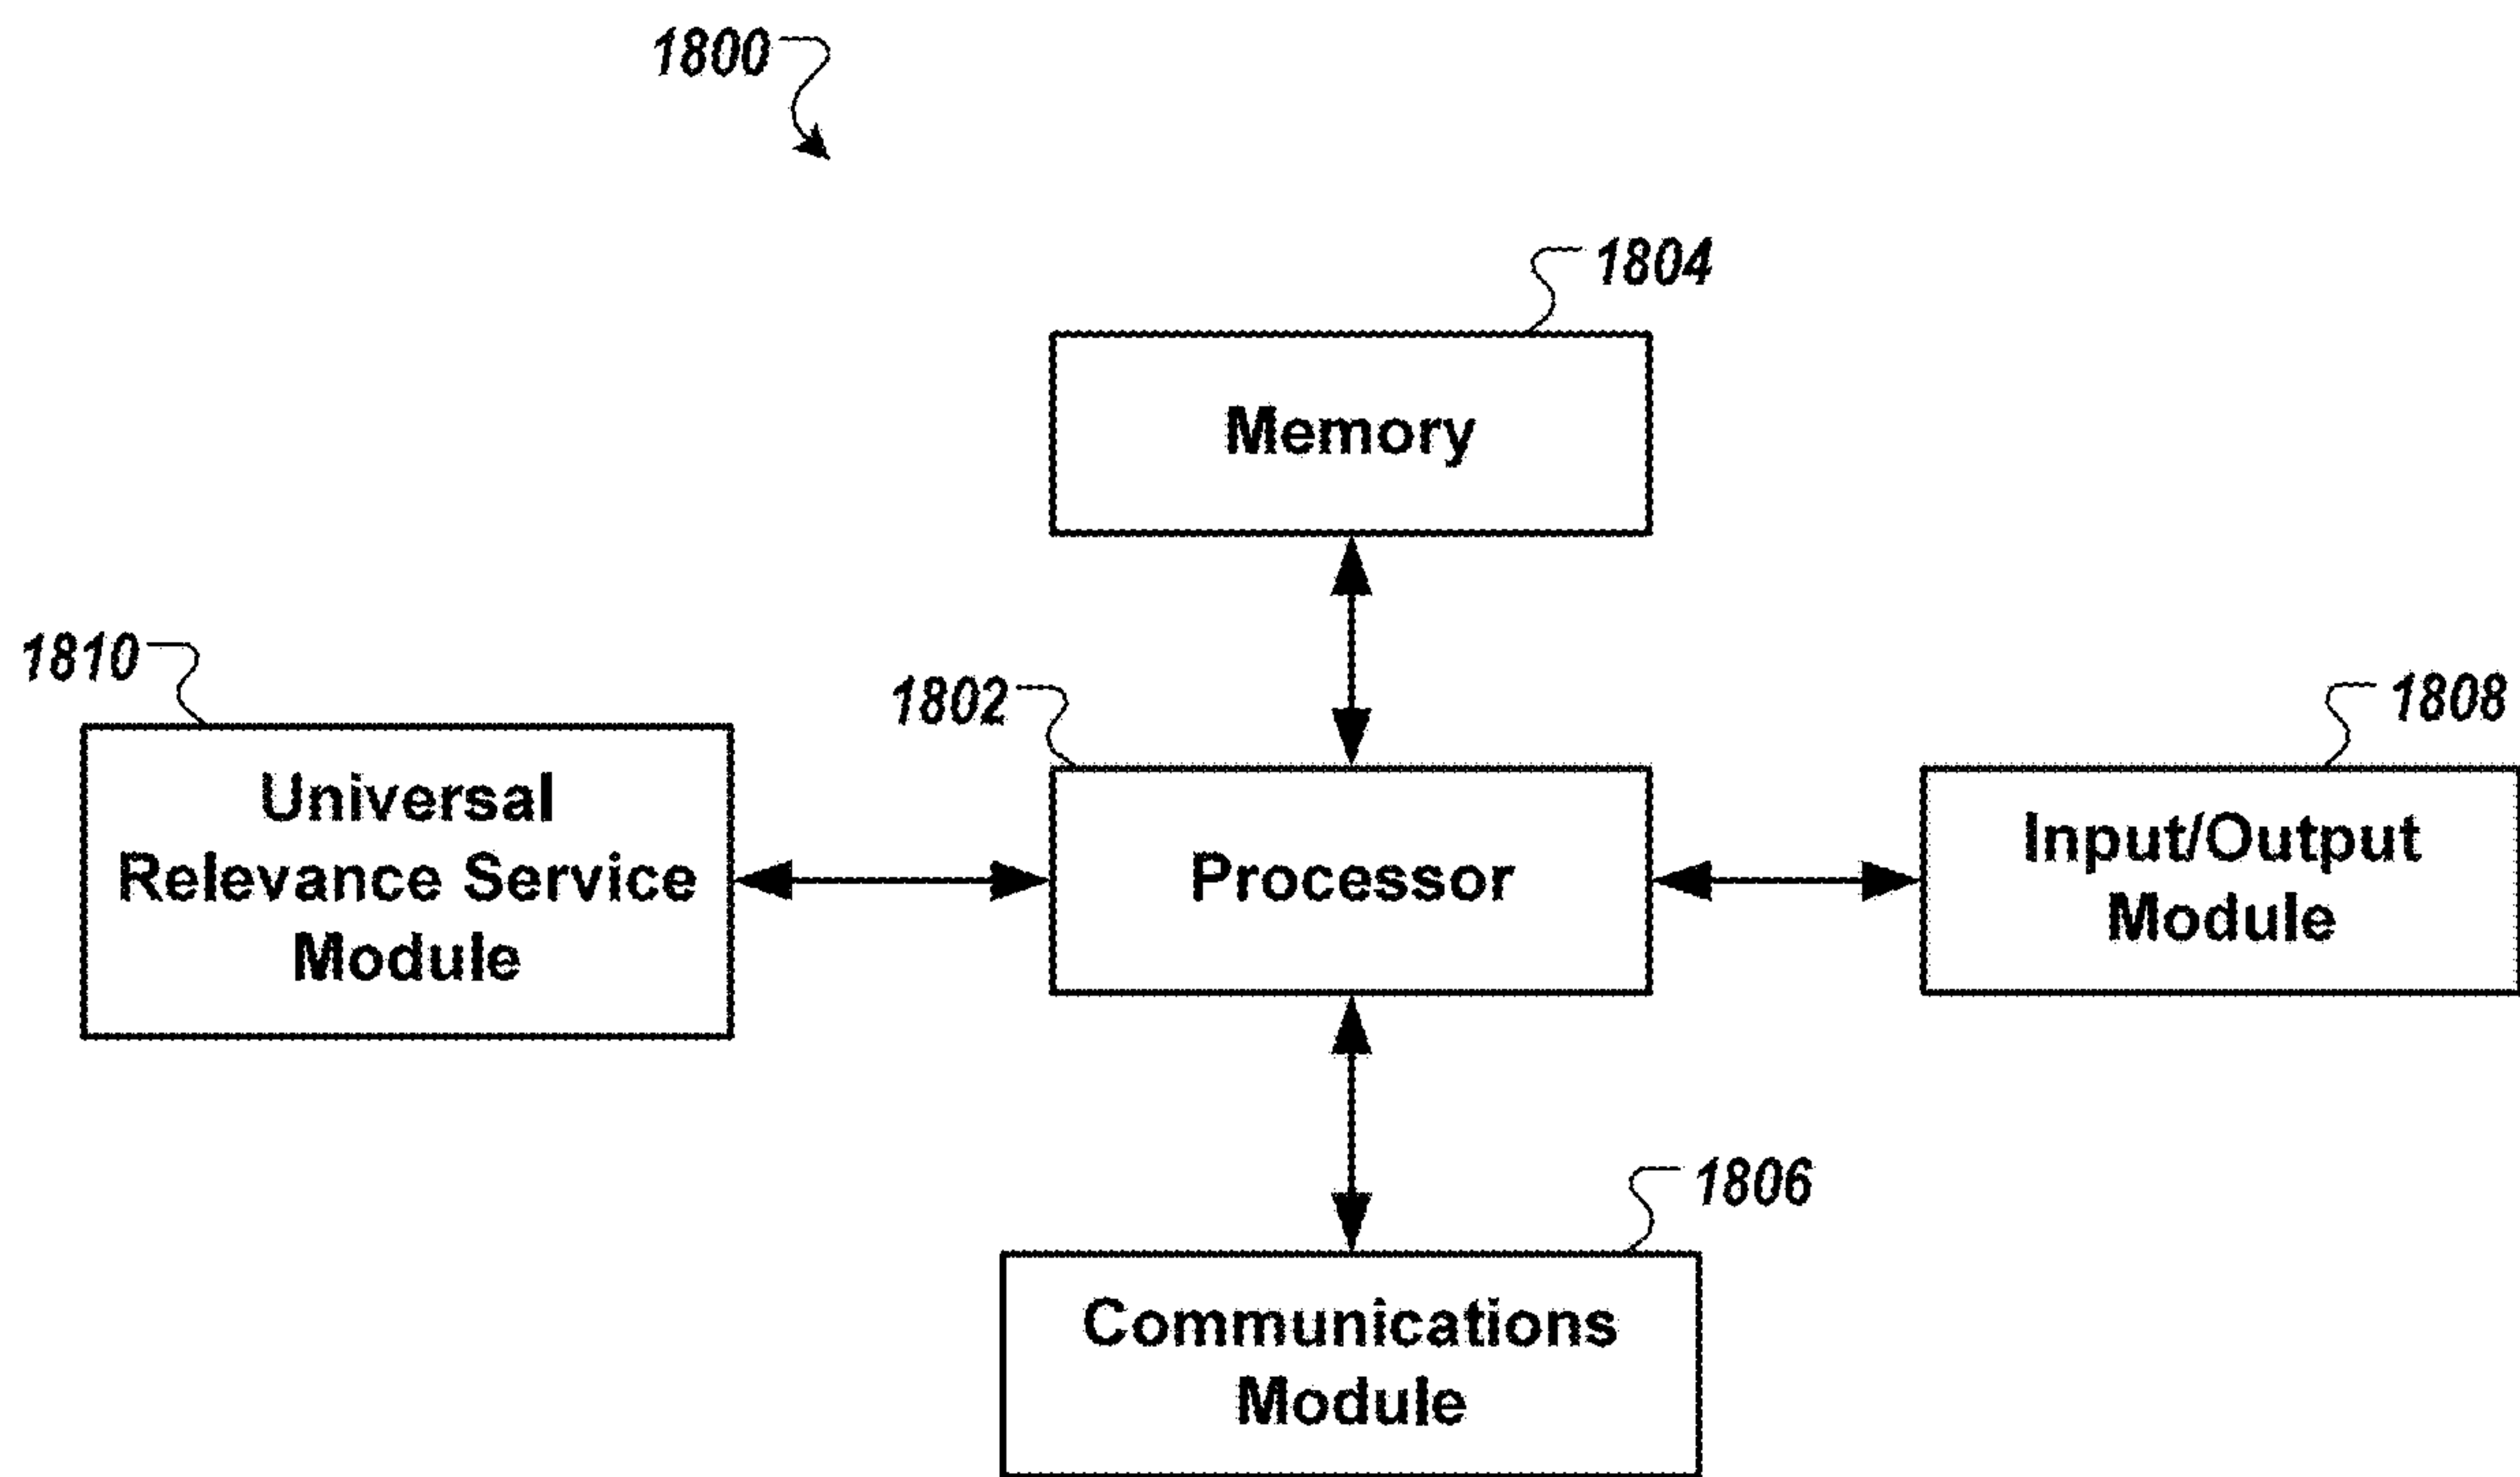 1800
1804
Memory
1810
1802
1808
Universal
Relevance Service
Module
Processor
Input/Output
Module
1806
Communications
Module